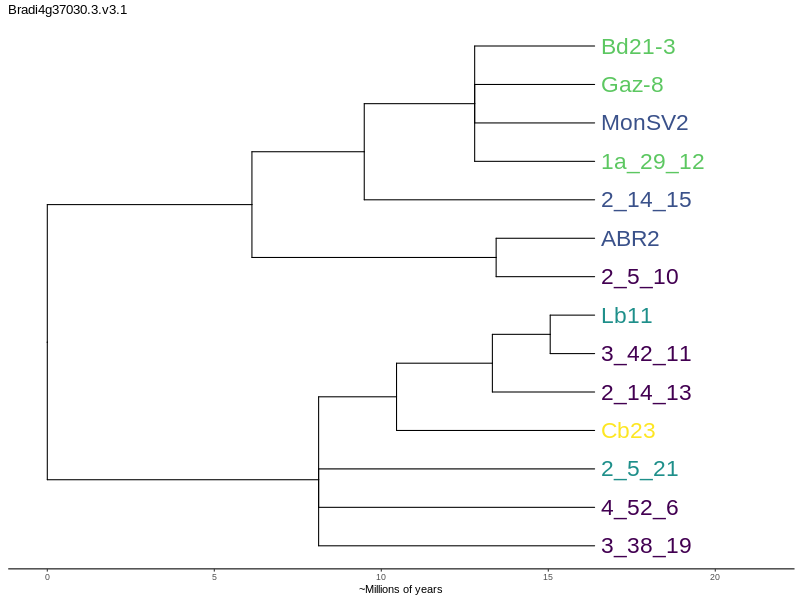 Bradi4g37030.3.v3.1
Bd21-3
Gaz-8
MonSV2
1a_29_12
2_14_15
ABR2
2_5_10
Lb11
3_42_11
2_14_13
Cb23
2_5_21
4_52_6
3_38_19
0 5 10 15 20
~Millions of years